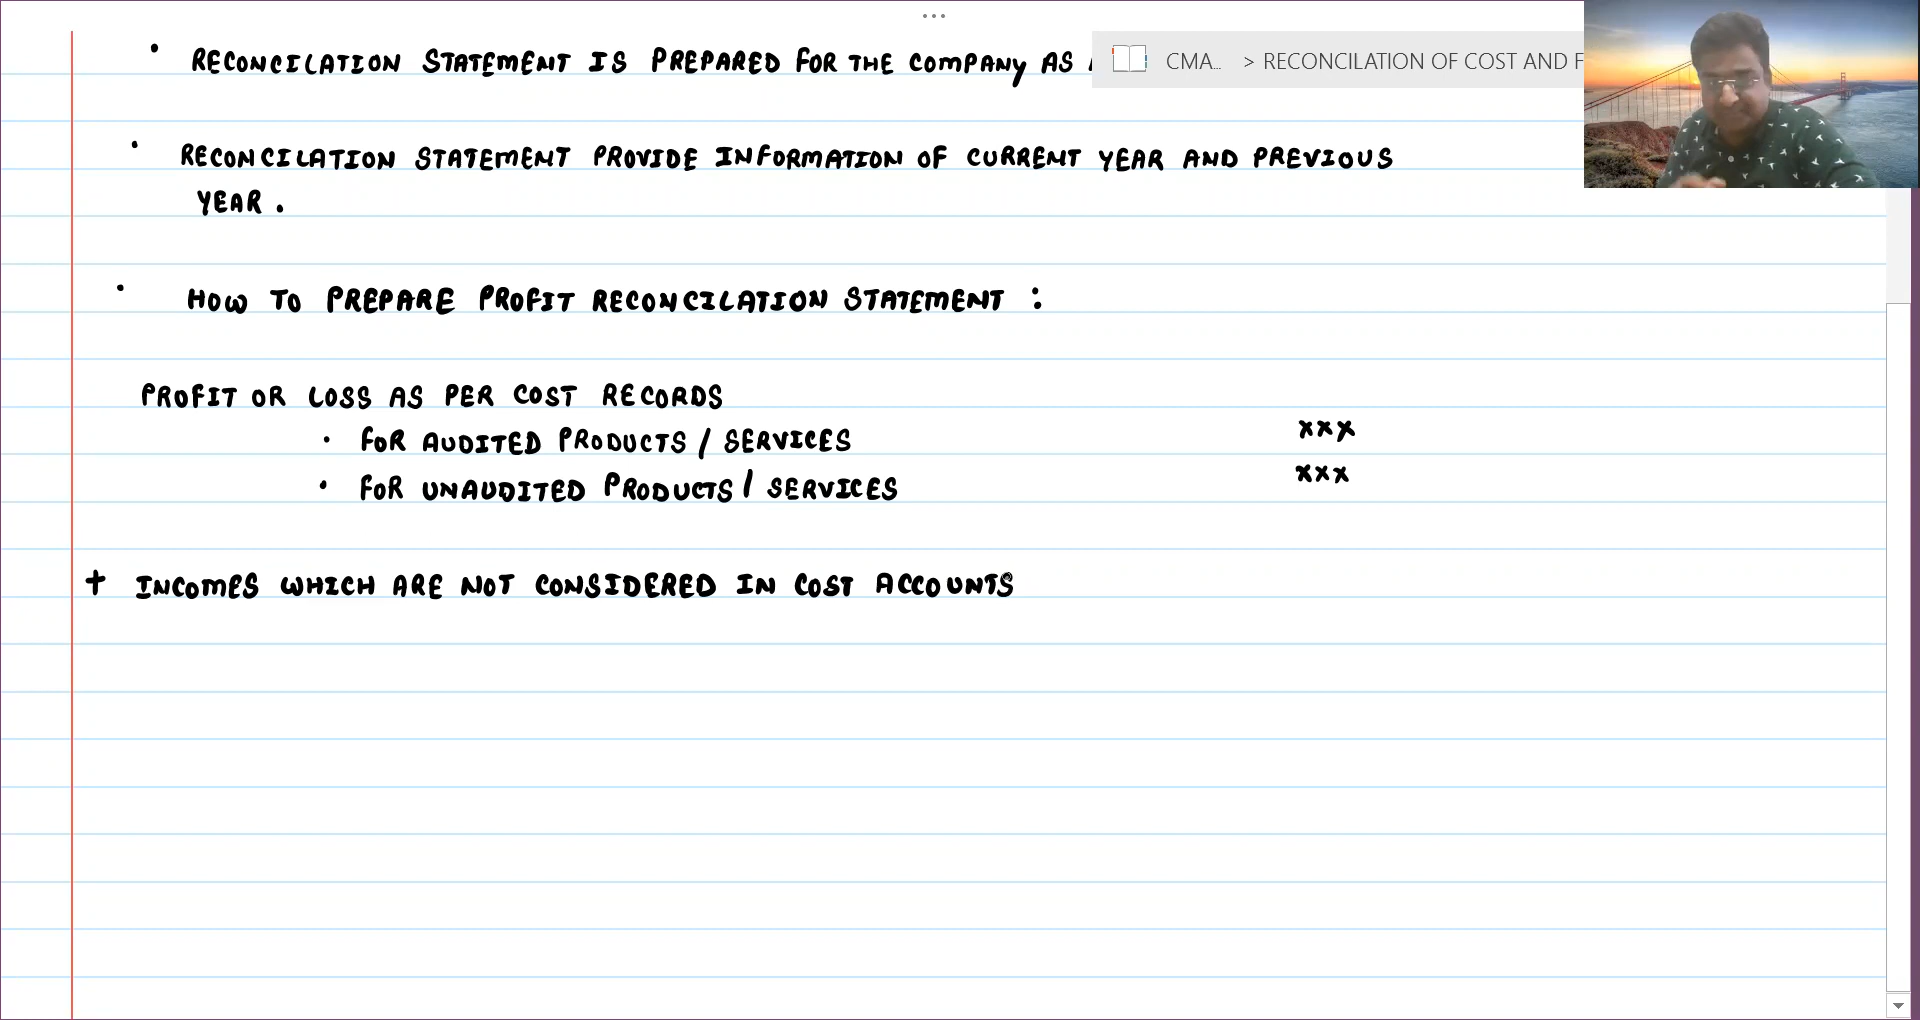 • RECONCILATION STATEMENT IS PREPARED FOR THE COMPANY AS
CMA... > RECONCILATION OF COST AND F
• RECONCILATION STATEMENT PROVIDE INFORMATION OF CURRENT YEAR AND PREVIOUS
YEAR.
• HOW TO PREPARE PROFIT RECONCILATION STATEMENT :
PROFIT OR LOSS AS PER COST RECORDS
• FOR AUDITED PRODUCTS / SERVICES xxx
• FOR UNAUDITED PRODUCTS / SERVICES xxx
+ INCOMES WHICH ARE NOT CONSIDERED IN COST ACCOUNTS